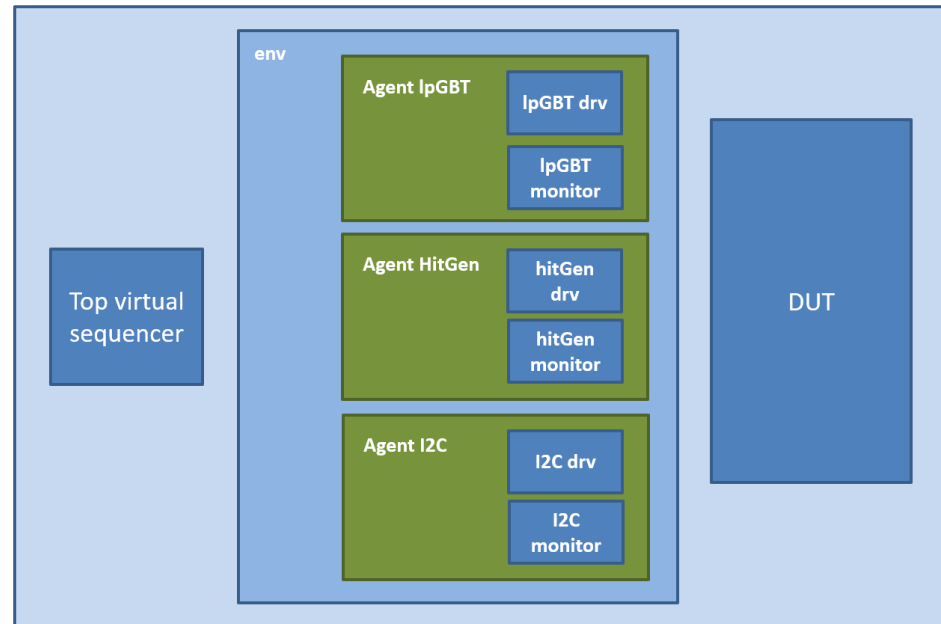 env
Agent lpGBT
lpGBT drv
lpGBT
monitor
Agent HitGen
hitGen
drv
hitGen
monitor
Agent I2C
I2C drv
I2C
monitor
Top virtual
sequencer
DUT